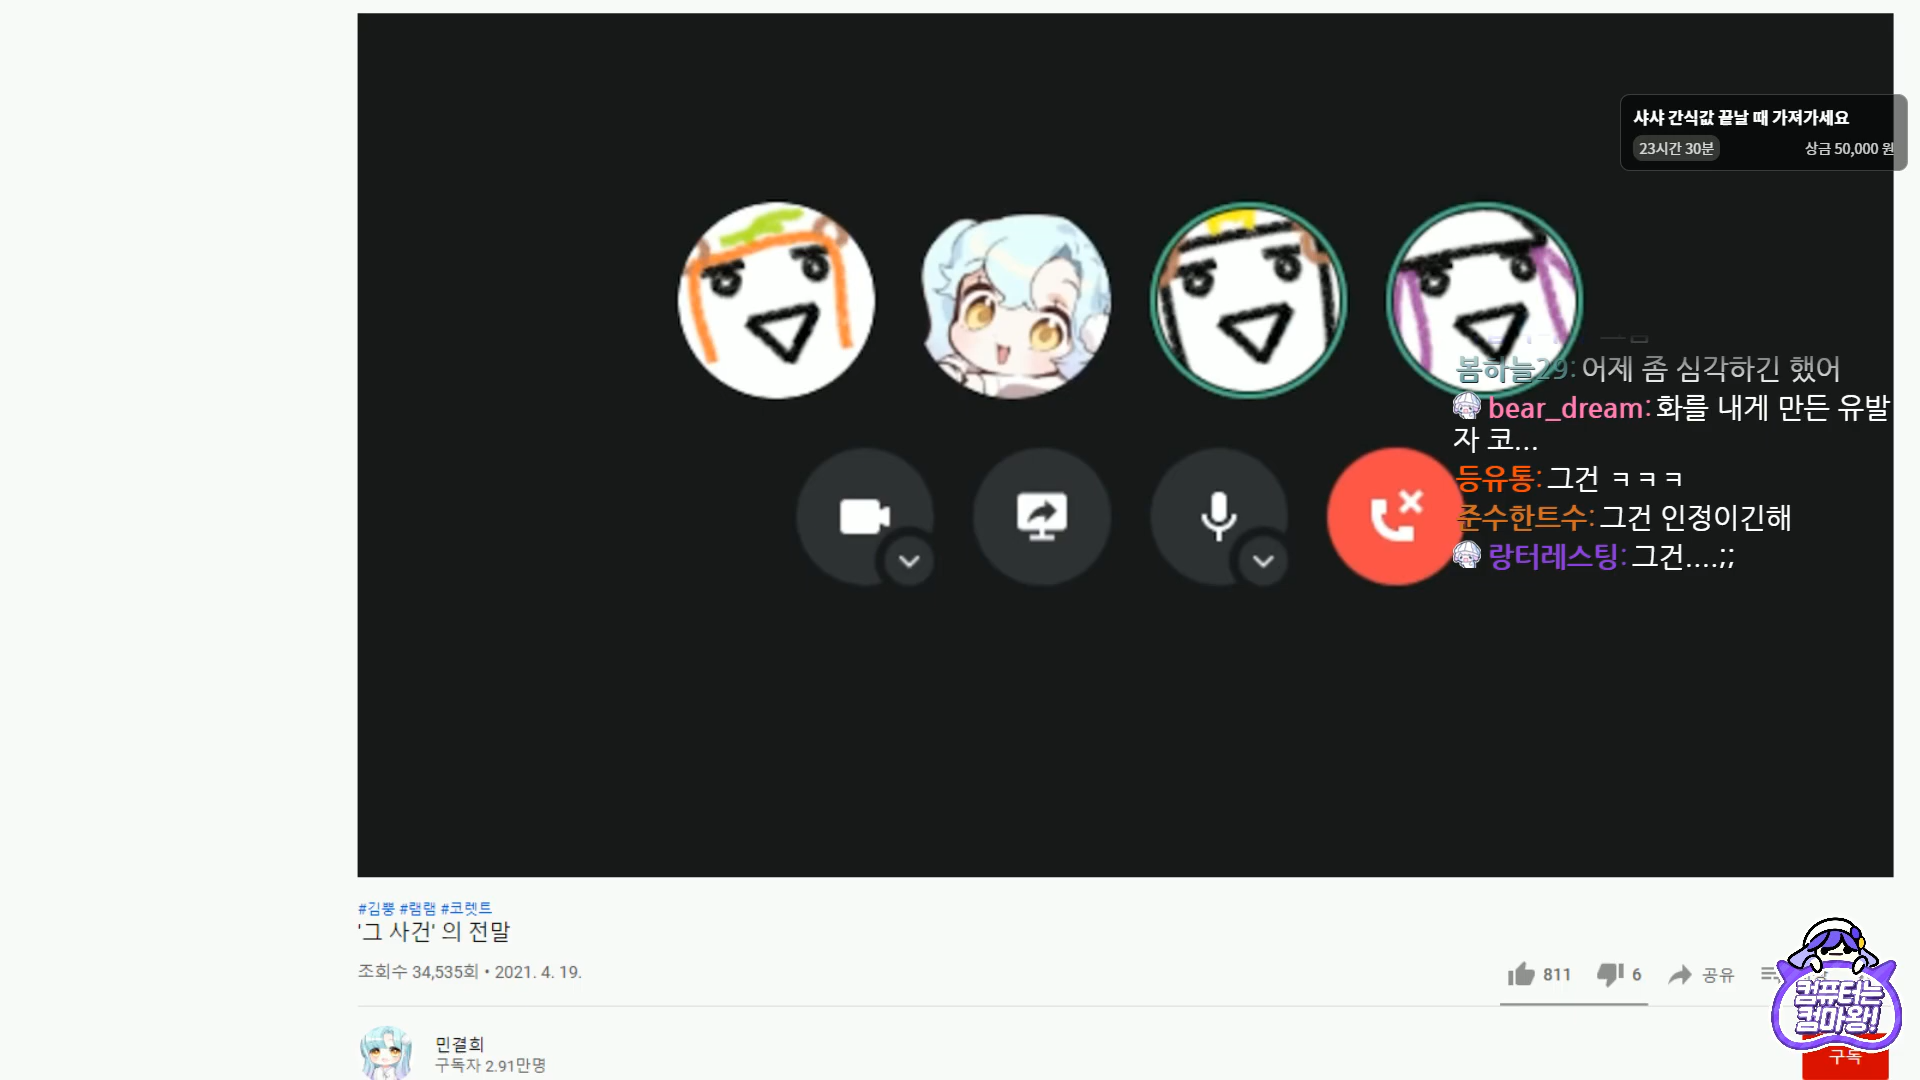 샤샤 간식값 끝날 때 가져가세요
23시간 30분 상금 50,000 원
봄하늘29: 어제 좀 심각하긴 했어
bear_dream: 화를 내게 만든 유발
자 코...
등유통: 그건 ㅋㅋㅋ
준수한트수: 그건 인정이긴해
랑터레스팅: 그건....;;
#김뿡 #램램 #코렛트
'그 사건' 의 전말
조회수 34,535회 • 2021. 4. 19.
811 6 공유
컴퓨터는
컴마왕!
민결희
구독자 2.91만명
구독